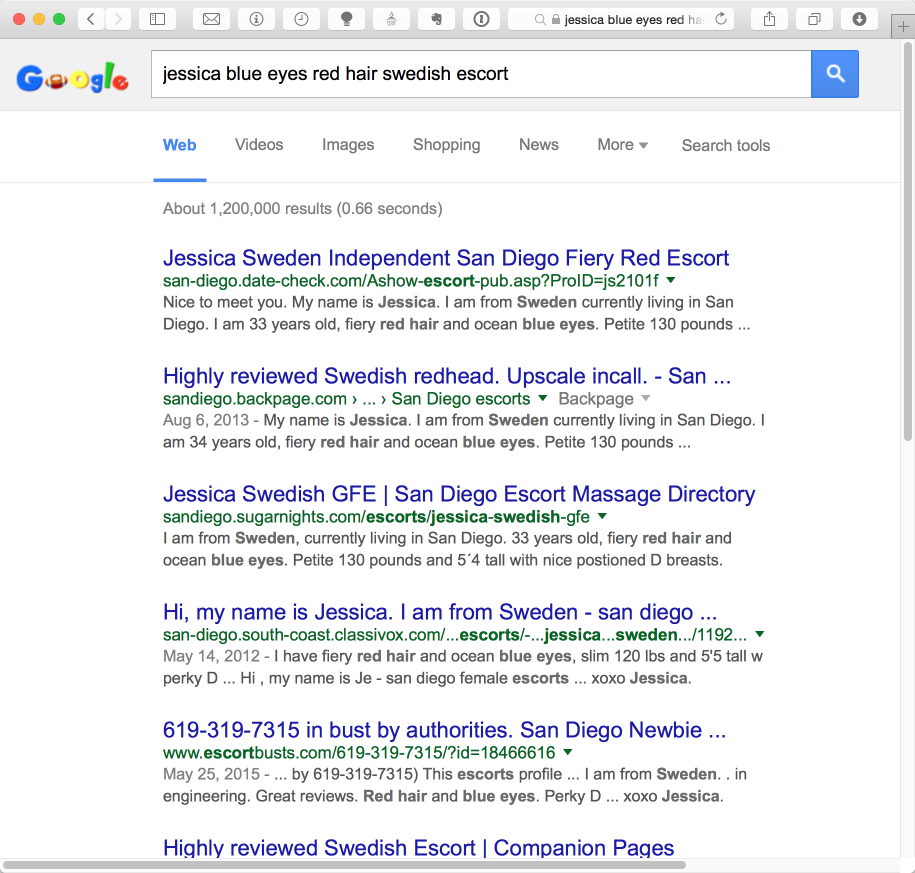 jessica blue eyes red ha
Google
jessica blue eyes red hair swedish escort
Web Videos Images Shopping News More Search tools
About 1,200,000 results (0.66 seconds)
Jessica Sweden Independent San Diego Fiery Red Escort
san-diego.date-check.com/Ashow-escort-pub.asp?ProID=js2101f
Nice to meet you. My name is Jessica. I am from Sweden currently living in San
Diego. I am 33 years old, fiery red hair and ocean blue eyes. Petite 130 pounds ...
Highly reviewed Swedish redhead. Upscale incall. - San ...
sandiego.backpage.com › ... › San Diego escorts Backpage
Aug 6, 2013 - My name is Jessica. I am from Sweden currently living in San Diego. I
am 34 years old, fiery red hair and ocean blue eyes. Petite 130 pounds ...
Jessica Swedish GFE | San Diego Escort Massage Directory
sandiego.sugarnights.com/escorts/jessica-swedish-gfe
I am from Sweden, currently living in San Diego. 33 years old, fiery red hair and
ocean blue eyes. Petite 130 pounds and 5´4 tall with nice postioned D breasts.
Hi, my name is Jessica. I am from Sweden - san diego ...
san-diego.south-coast.classivox.com/...escorts/-...jessica...sweden.../1192...
May 14, 2012 - I have fiery red hair and ocean blue eyes, slim 120 lbs and 5'5 tall w
perky D ... Hi , my name is Je - san diego female escorts ... xoxo Jessica.
619-319-7315 in bust by authorities. San Diego Newbie ...
www.escortbusts.com/619-319-7315/?id=18466616
May 25, 2015 - ... by 619-319-7315) This escorts profile ... I am from Sweden. . in
engineering. Great reviews. Red hair and blue eyes. Perky D ... xoxo Jessica.
Highly reviewed Swedish Escort | Companion Pages